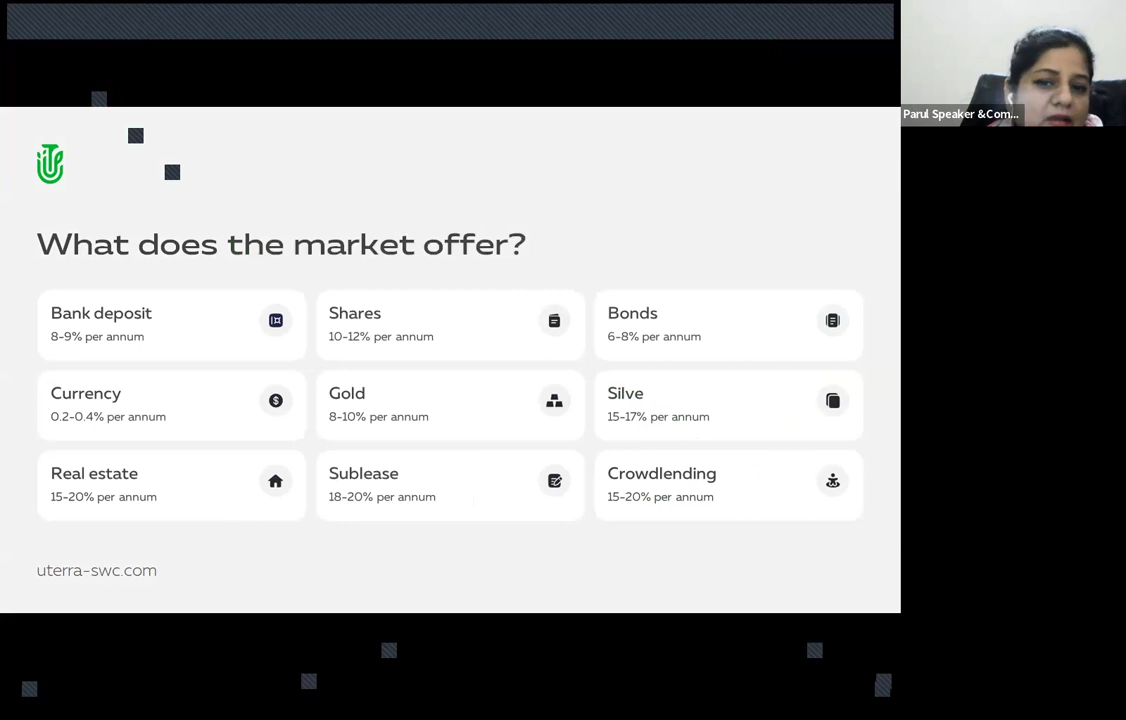 Parul Speaker &Com...
What does the market offer?
Bank deposit
8-9% per annum
Shares
10-12% per annum
Bonds
6-8% per annum
Currency
0.2-0.4% per annum
Gold
8-10% per annum
Silve
15-17% per annum
Real estate
15-20% per annum
Sublease
18-20% per annum
Crowdlending
15-20% per annum
uterra-swc.com